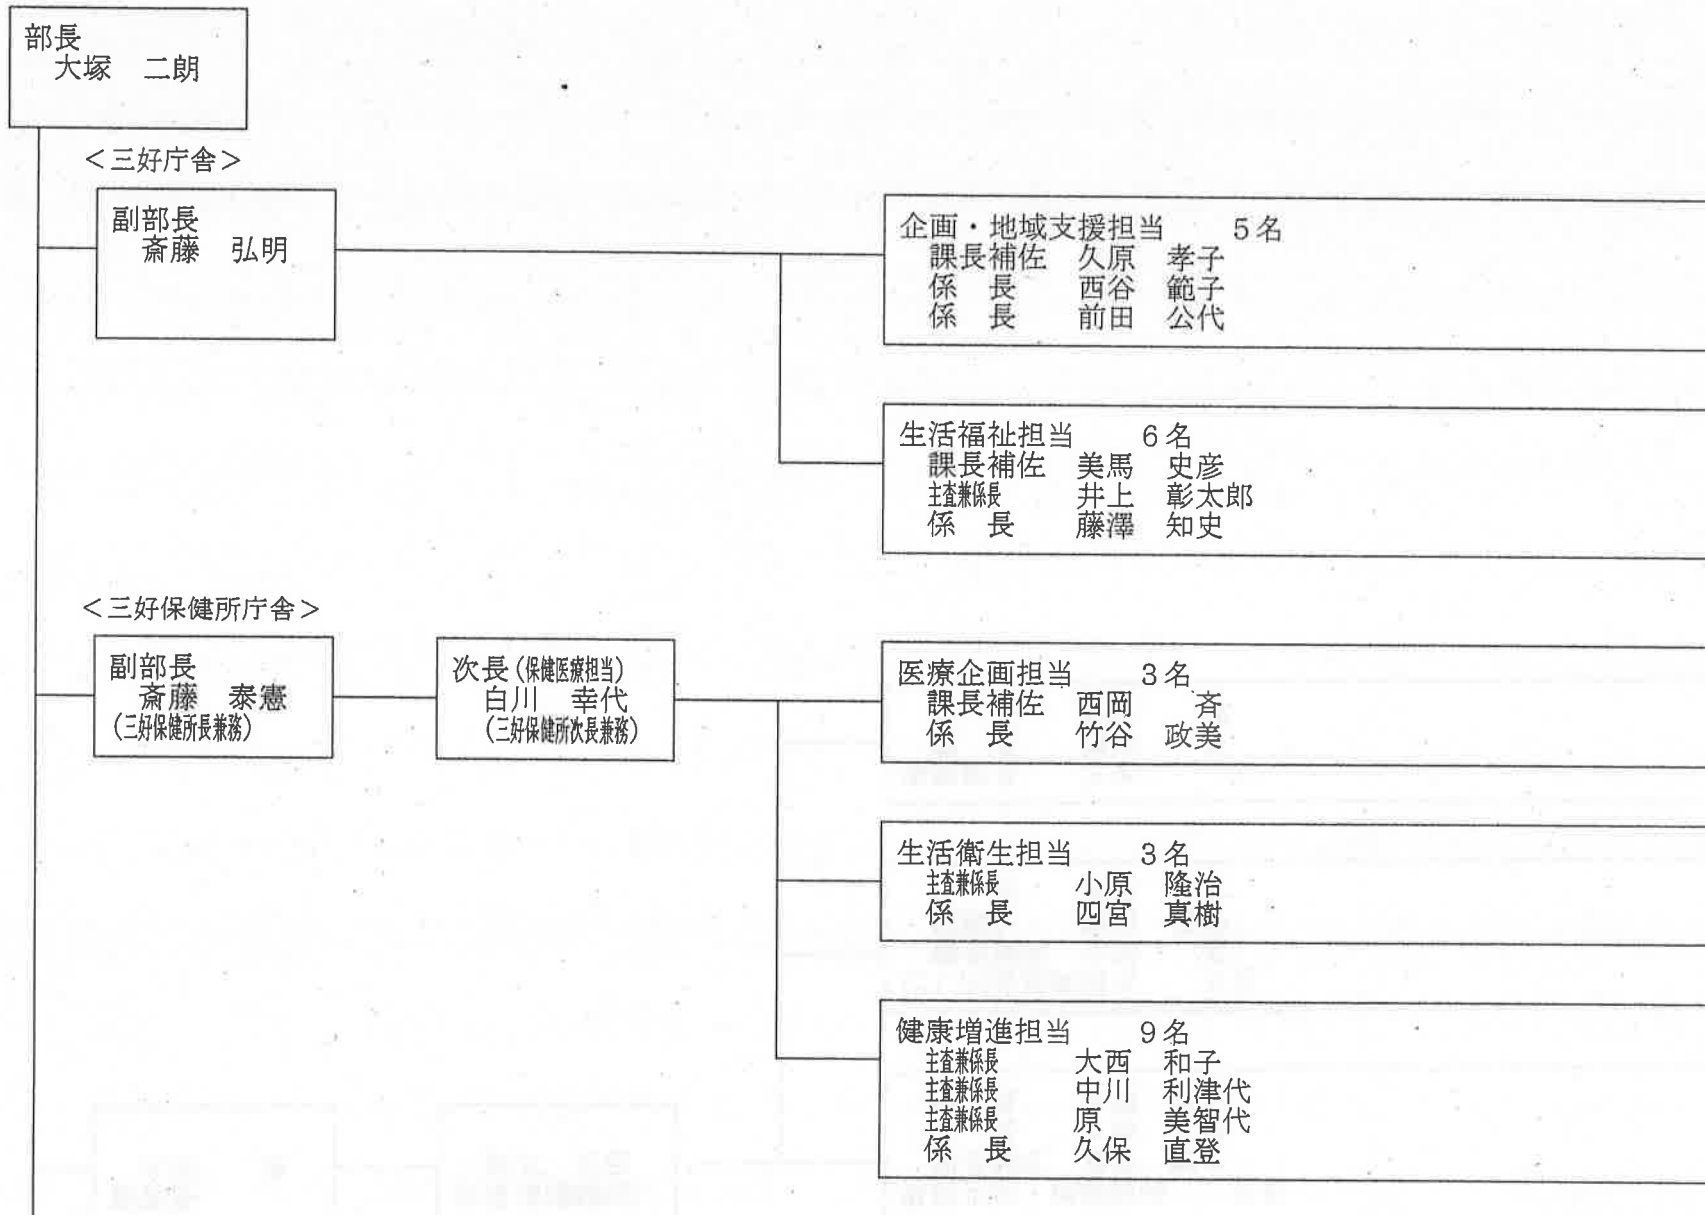 部長
大塚　二朗
＜三好庁舎＞
副部長
斎藤　弘明
企画・地域支援担当　　5名
課長補佐　久原　孝子
係　長　　西谷　範子
係　長　　前田　公代
生活福祉担当　　6名
課長補佐　美馬　史彦
主査兼係長　　井上　彰太郎
係　長　　藤澤　知史
＜三好保健所庁舎＞
副部長
斎藤　泰憲
(三好保健所長兼務)
次長(保健医療担当)
白川　幸代
(三好保健所次長兼務)
医療企画担当　　3名
課長補佐　西岡　　斉
係　長　　竹谷　政美
生活衛生担当　　3名
主査兼係長　　小原　隆治
係　長　　四宮　真樹
健康増進担当　　9名
主査兼係長　　大西　和子
主査兼係長　　中川　利津代
主査兼係長　　原　　美智代
係　長　　久保　直登